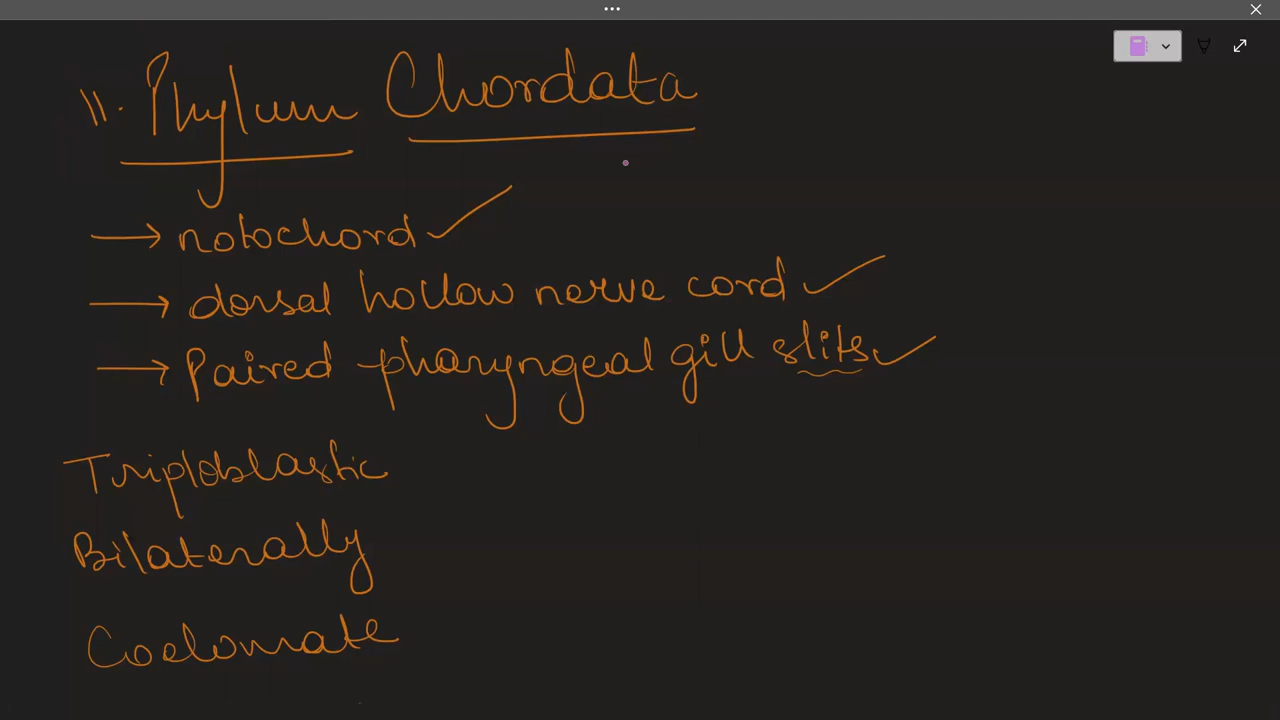 11. Phylum Chordata
→ notochord ✓
→ dorsal hollow nerve cord ✓
→ Paired pharyngeal gill slits ✓
Triploblastic
Bilaterally
Coelomate